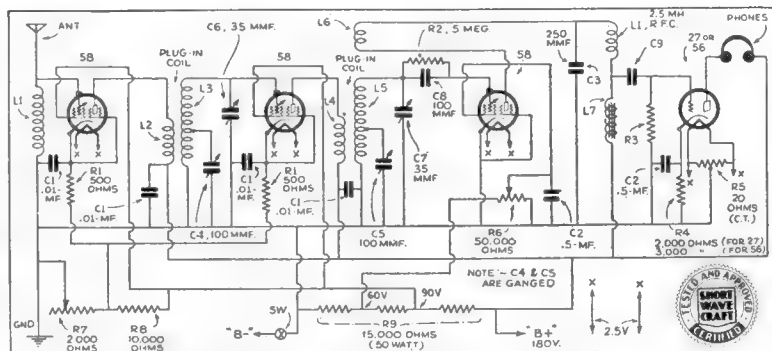 ANT
58
L1
C1
.01-MF.
R1
500
OHMS
C1
.01-MF.
L2
PLUG-IN
COIL
L3
C6, 35 MMF.
C4, 100 MMF.
58
C1
.01-
MF.
R1
500
OHMS
L4
PLUG-IN
COIL
L5
C1
.01-MF.
C5
100 MMF.
L6
R2, 5 MEG.
C8
100
MMF.
C7
35
MMF
58
R6
50,000
OHMS
C2
.5-MF.
250
MMF
C3
2.5 MH
L1, R.F.C.
C9
L7
R3
C2
.5-MF.
27 OR
56
PHONES
R5
20
OHMS
(C.T.)
R4
2,000 OHMS (FOR 27)
3,000 " (FOR 56)
NOTE ~ C4 & C5
ARE GANGED
GND
R7
2,000
OHMS
R8
10,000
OHMS
"B-"
SW
60V
90V
R9
15,000 OHMS
(50 WATT)
"B+"
180V.
X X
2.5V
X X X X X X X X
TESTED AND APPROVED
SHORT
WAVE
CRAFT
CERTIFIED